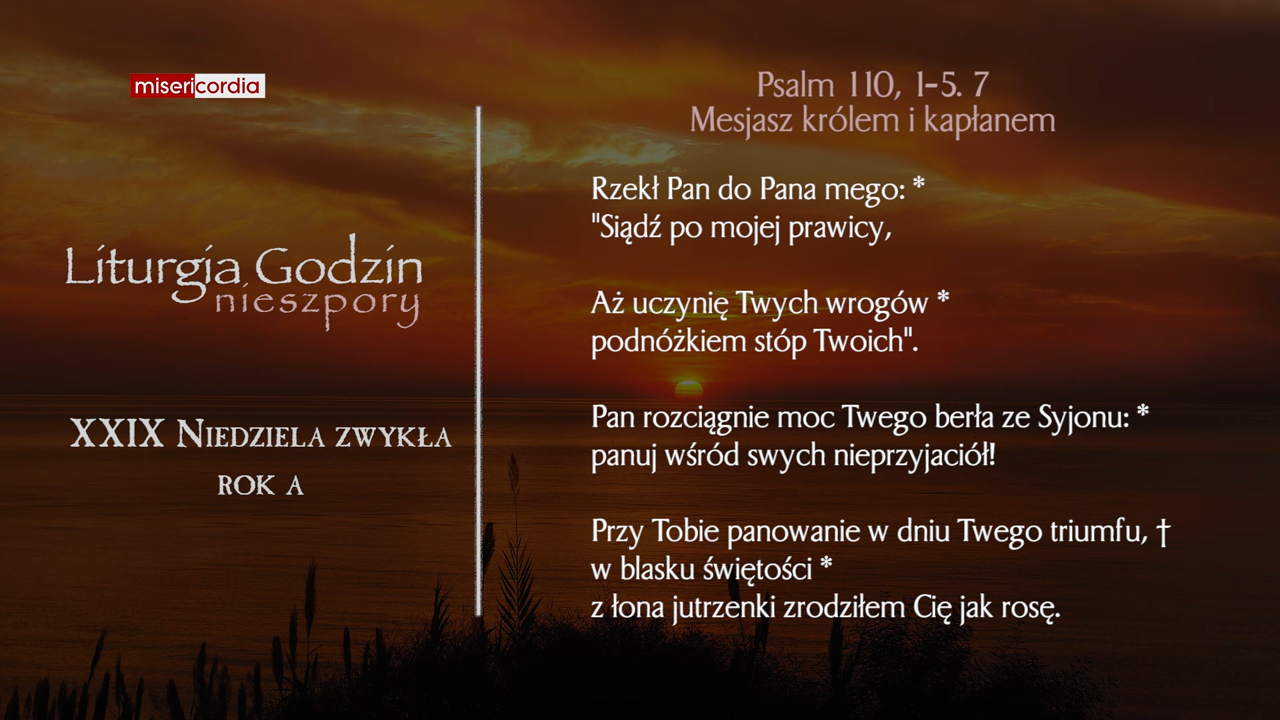 misericordia
Liturgia Godzin
nieszpory
XXIX Niedziela zwykła
rok A
Psalm 110, 1-5. 7
Mesjasz królem i kapłanem
Rzekł Pan do Pana mego: *
"Siądź po mojej prawicy,
Aż uczynię Twych wrogów *
podnóżkiem stóp Twoich".
Pan rozciągnie moc Twego berła ze Syjonu: *
panuj wśród swych nieprzyjaciół!
Przy Tobie panowanie w dniu Twego triumfu, †
w blasku świętości *
z łona jutrzenki zrodziłem Cię jak rosę.